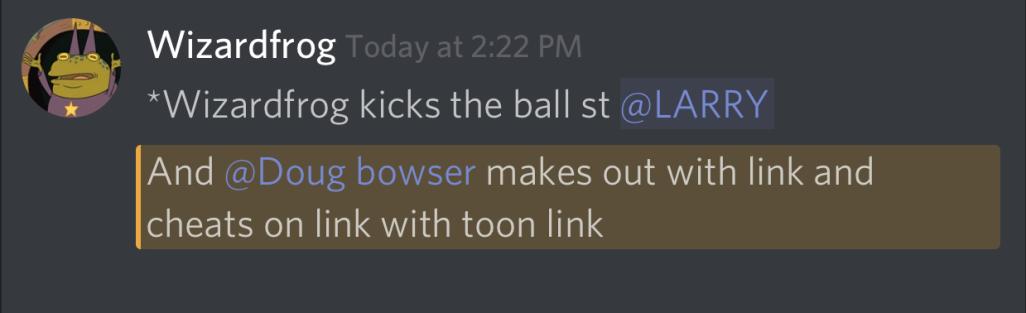 Wizardfrog Today at 2:22 PM
*Wizardfrog kicks the ball st @LARRY
And @Doug bowser makes out with link and
cheats on link with toon link